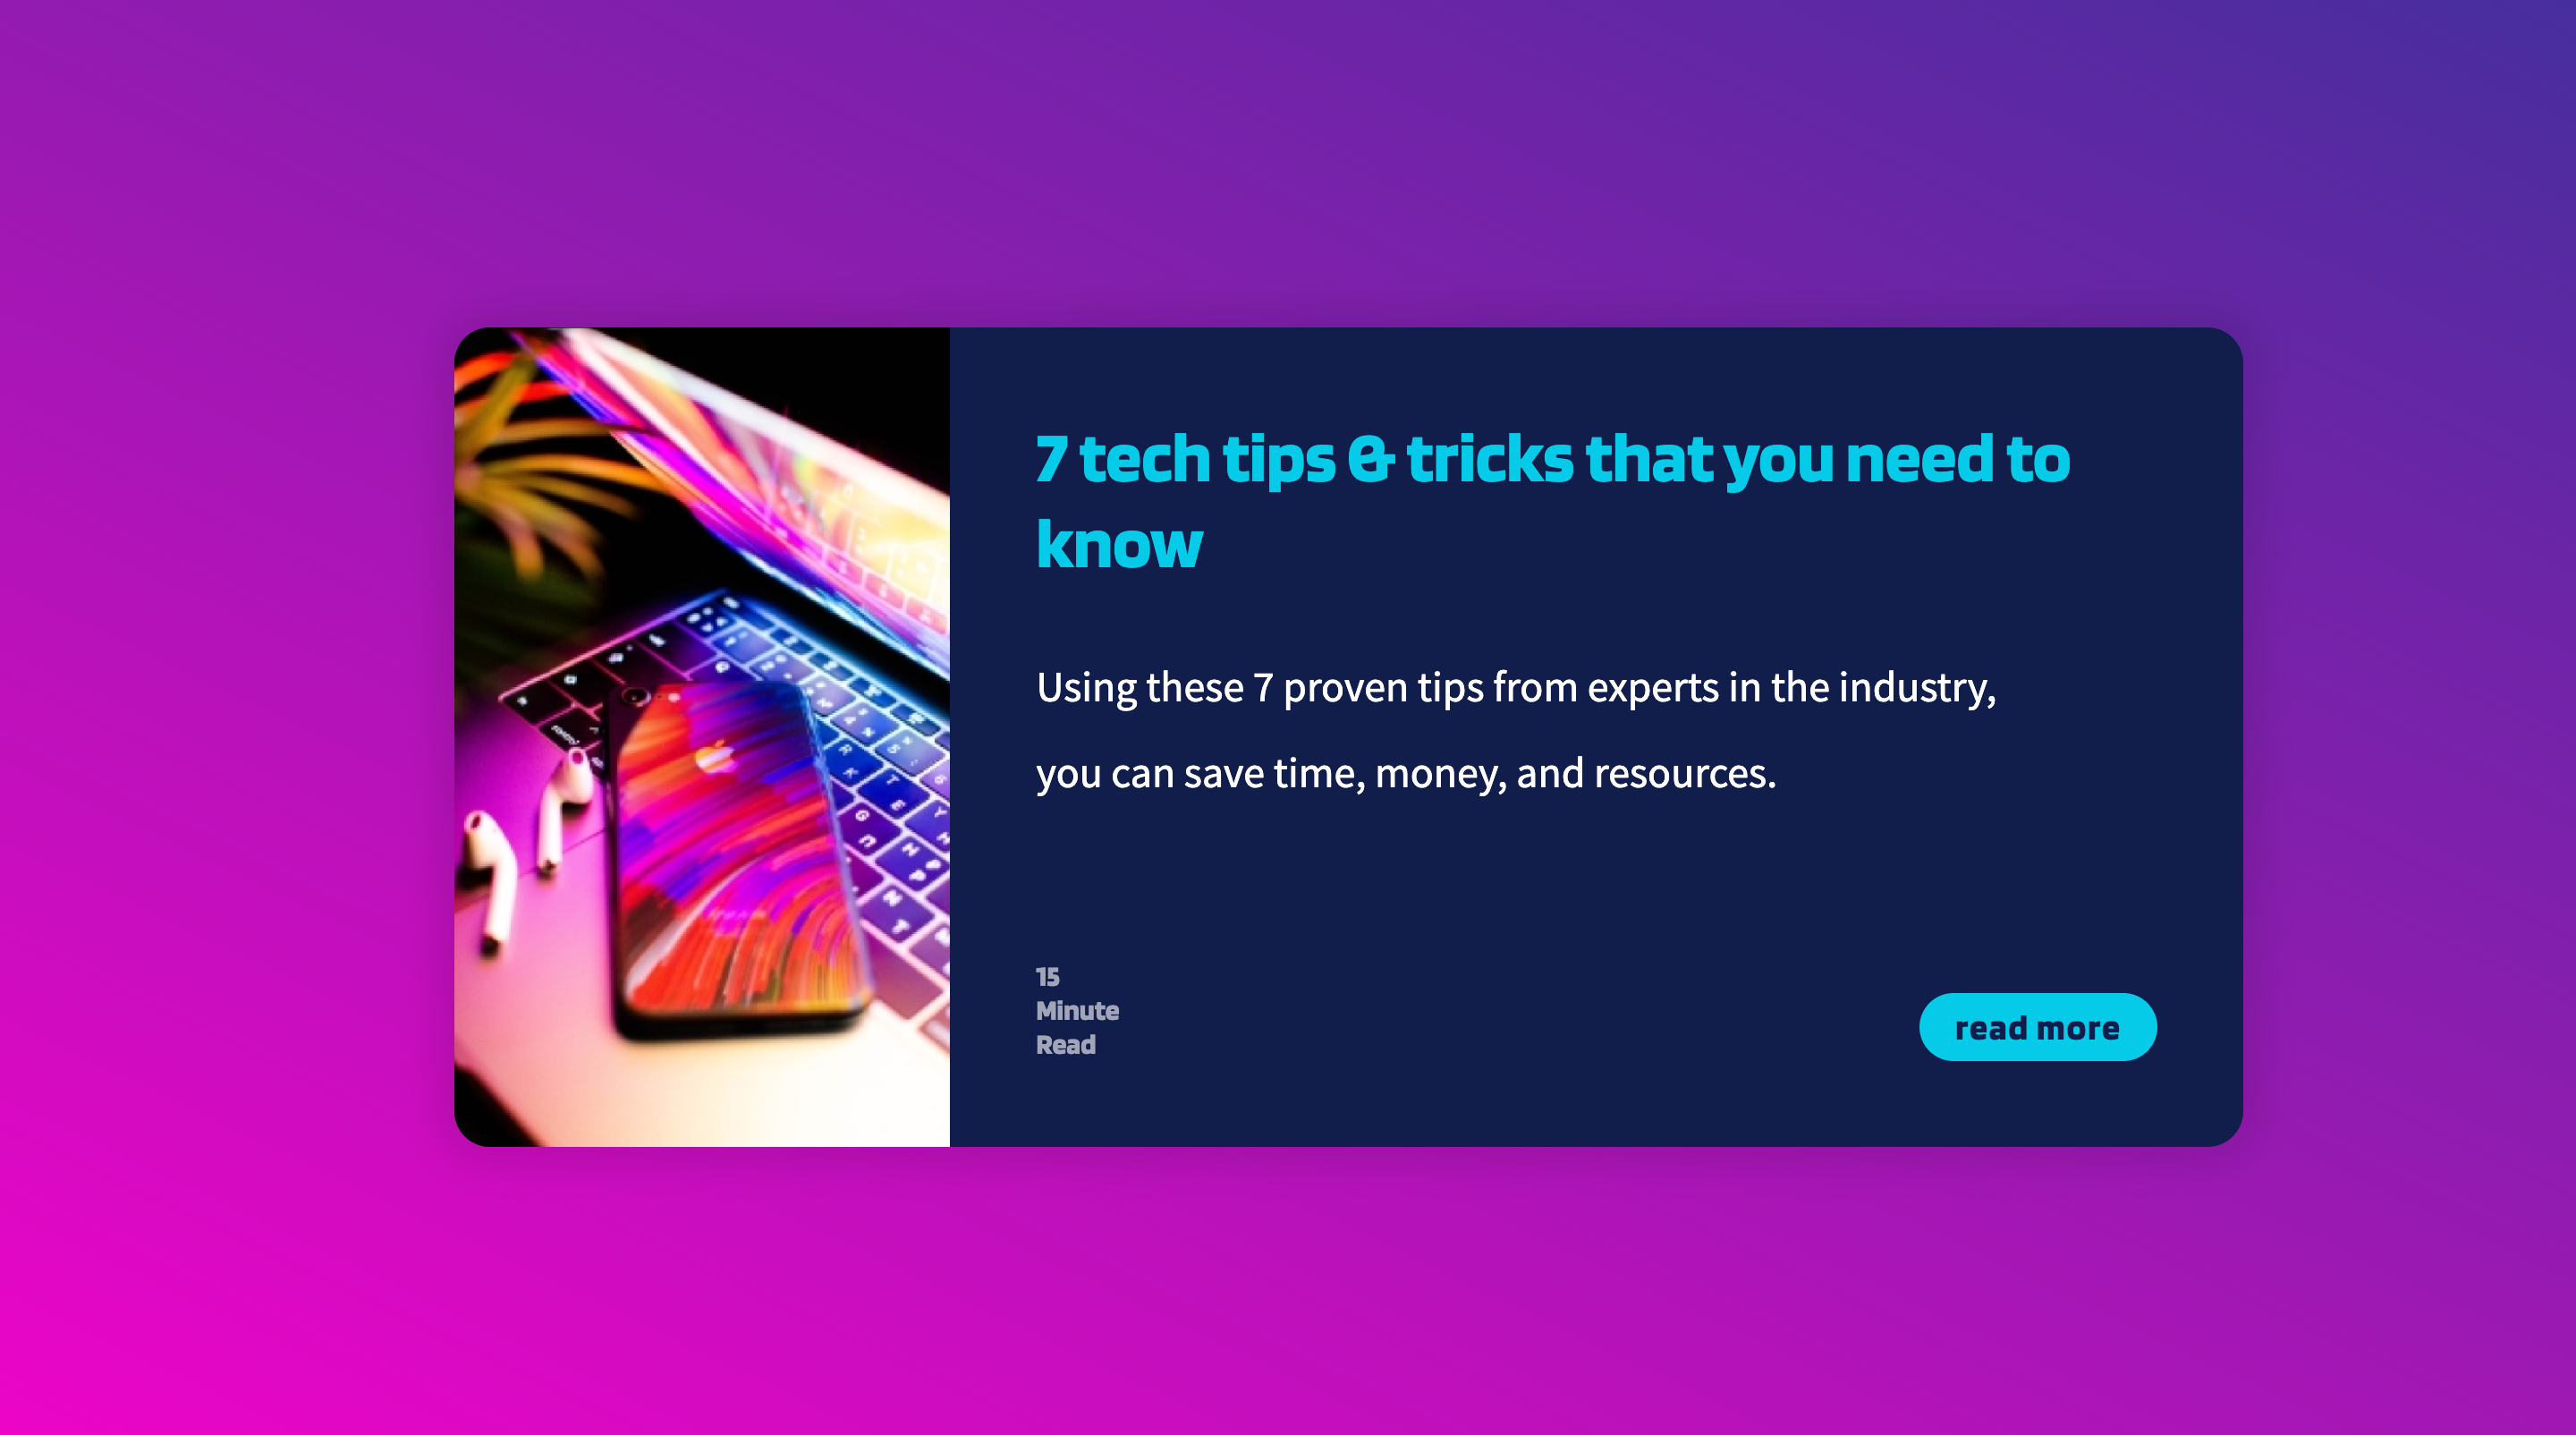 7 tech tips & tricks that you need to
know
Using these 7 proven tips from experts in the industry,
you can save time, money, and resources.
15
Minute
Read
read more